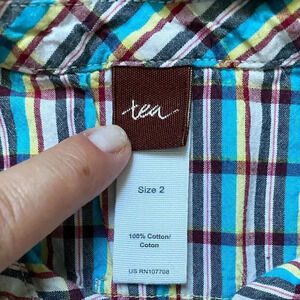 tea
Size 2
100% Cotton/
Coton
US RN107708